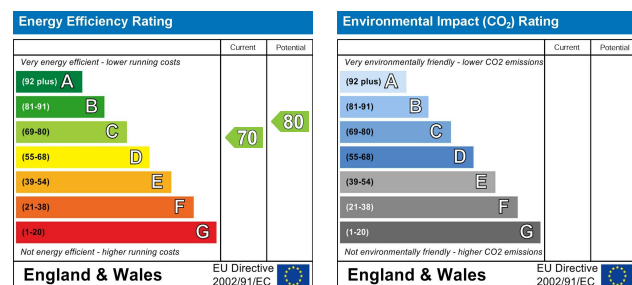 Energy Efficiency Rating
Current Potential
Very energy efficient - lower running costs
(92 plus) A
(81-91) B
(69-80) C
(55-68) D
(39-54) E
(21-38) F
(1-20) G
70
80
Not energy efficient - higher running costs
England & Wales
EU Directive
2002/91/EC
Environmental Impact (CO₂) Rating
Current Potential
Very environmentally friendly - lower CO2 emissions
(92 plus) A
(81-91) B
(69-80) C
(55-68) D
(39-54) E
(21-38) F
(1-20) G
Not environmentally friendly - higher CO2 emissions
England & Wales
EU Directive
2002/91/EC